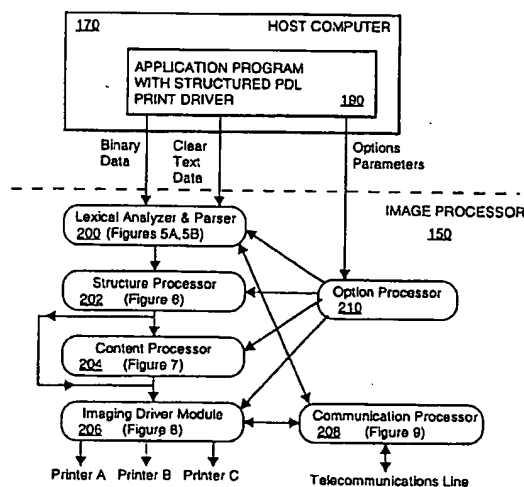 170 HOST COMPUTER
APPLICATION PROGRAM
WITH STRUCTURED PDL
PRINT DRIVER 190
Binary
Data
Clear
Text
Data
Options
Parameters
IMAGE PROCESSOR
150
Lexical Analyzer & Parser
200 (Figures 5A, 5B)
Structure Processor
202 (Figure 6)
Option Processor
210
Content Processor
204 (Figure 7)
Imaging Driver Module
206 (Figure 8)
Communication Processor
208 (Figure 9)
Printer A Printer B Printer C
Telecommunications Line